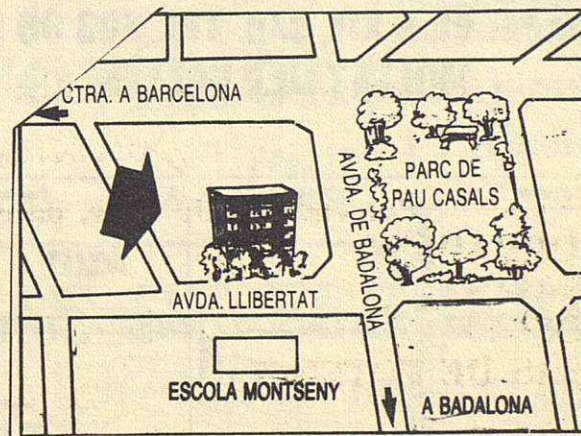 CTRA. A BARCELONA
PARC DE
PAU CASALS
AVDA. DE BADALONA
AVDA. LLIBERTAT
ESCOLA MONTSENY
A BADALONA